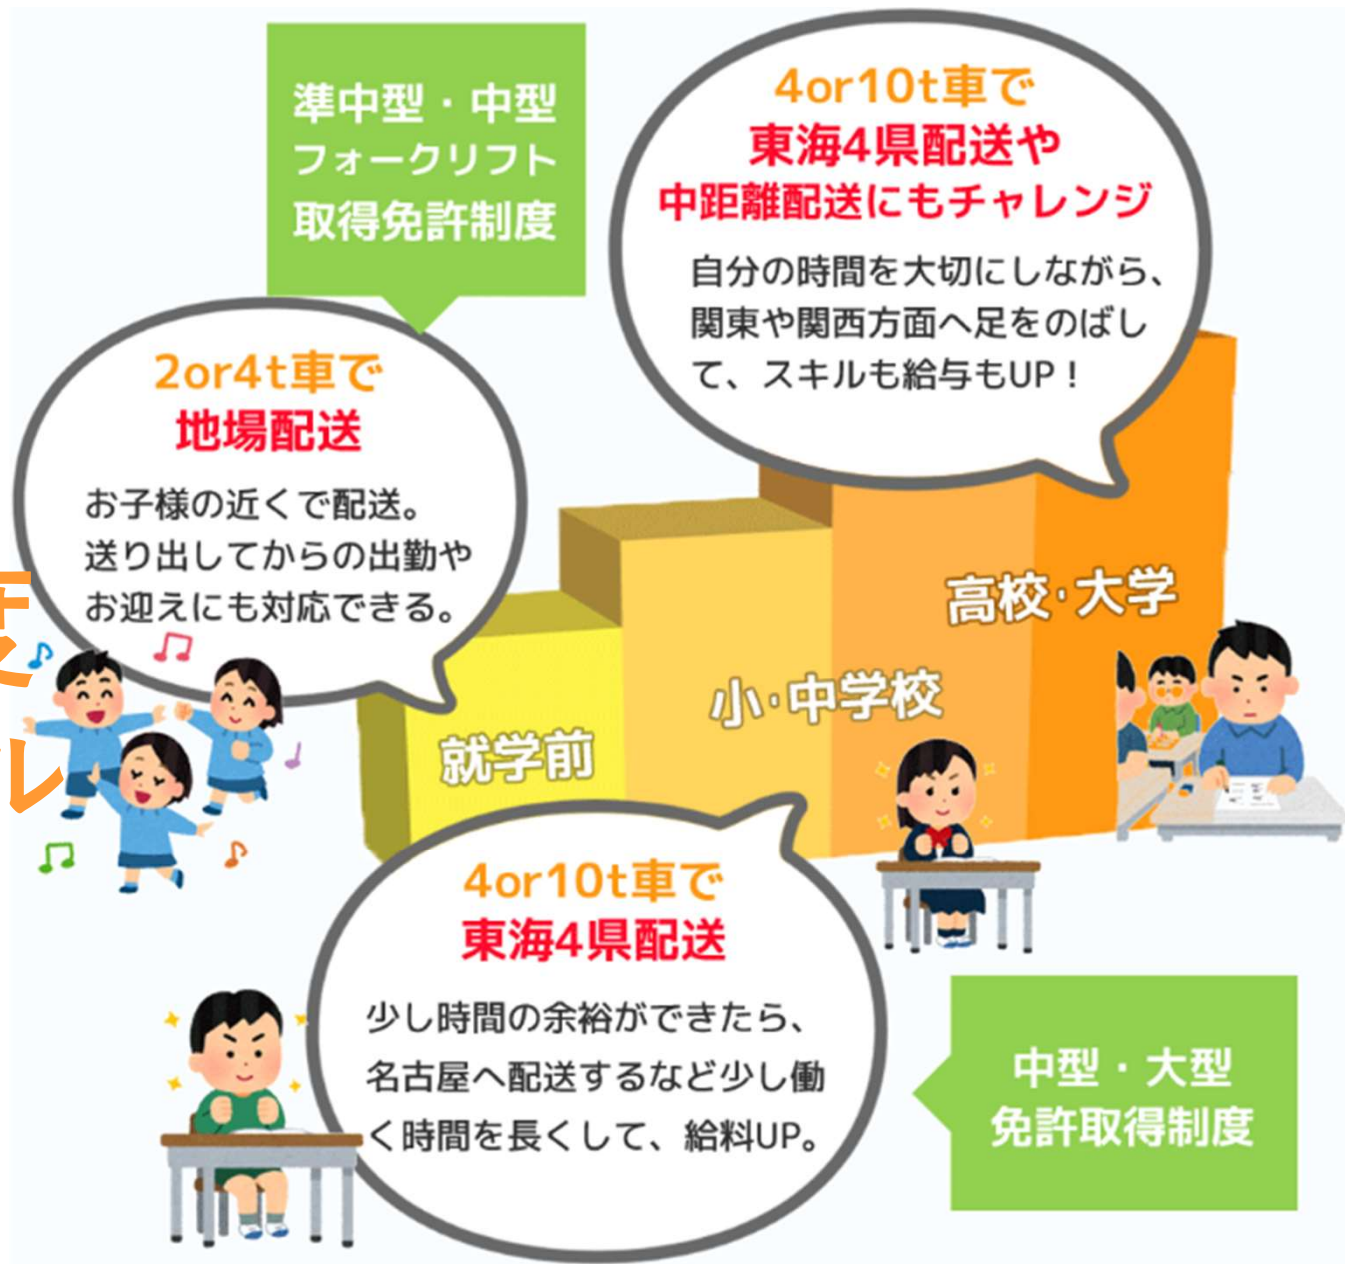 準中型・中型
フォークリフト
取得免許制度
4or10t車で
東海4県配送や
中距離配送にもチャレンジ
自分の時間を大切にしながら、
関東や関西方面へ足をのばし
て、スキルも給与もUP！
2or4t車で
地場配送
お子様の近くで配送。
送り出してからの出勤や
お迎えにも対応できる。
高校・大学
小・中学校
就学前
4or10t車で
東海4県配送
少し時間の余裕ができたら、
名古屋へ配送するなど少し働
く時間を長くして、給料UP。
中型・大型
免許取得制度